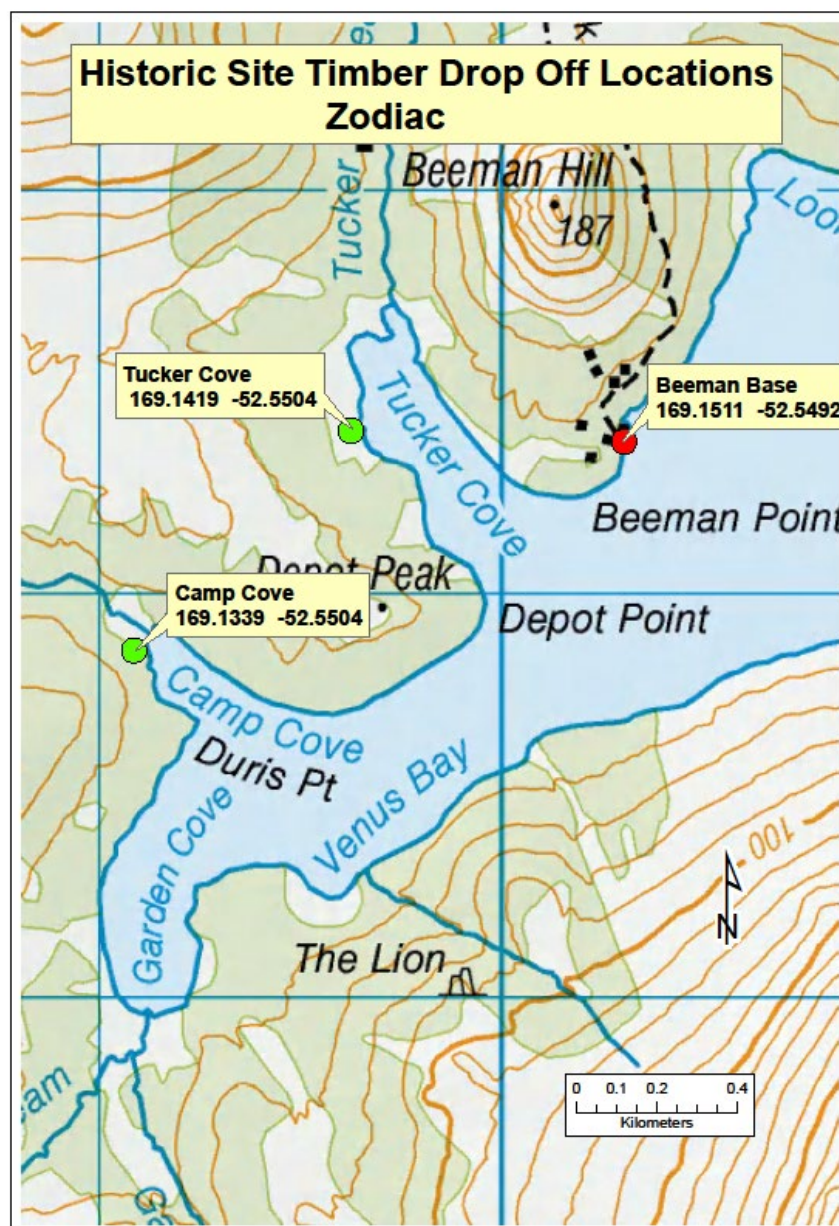 Historic Site Timber Drop Off Locations
Zodiac
Tucker
Beeman Hill
187
Tucker Cove
169.1419 -52.5504
Beeman Base
169.1511 -52.5492
Tucker Cove
Beeman Point
Depot Peak
Camp Cove
169.1339 -52.5504
Depot Point
Camp Cove
Duris Pt
Venus Bay
Garden Cove
100
N
The Lion
0 0.1 0.2 0.4
Kilometers